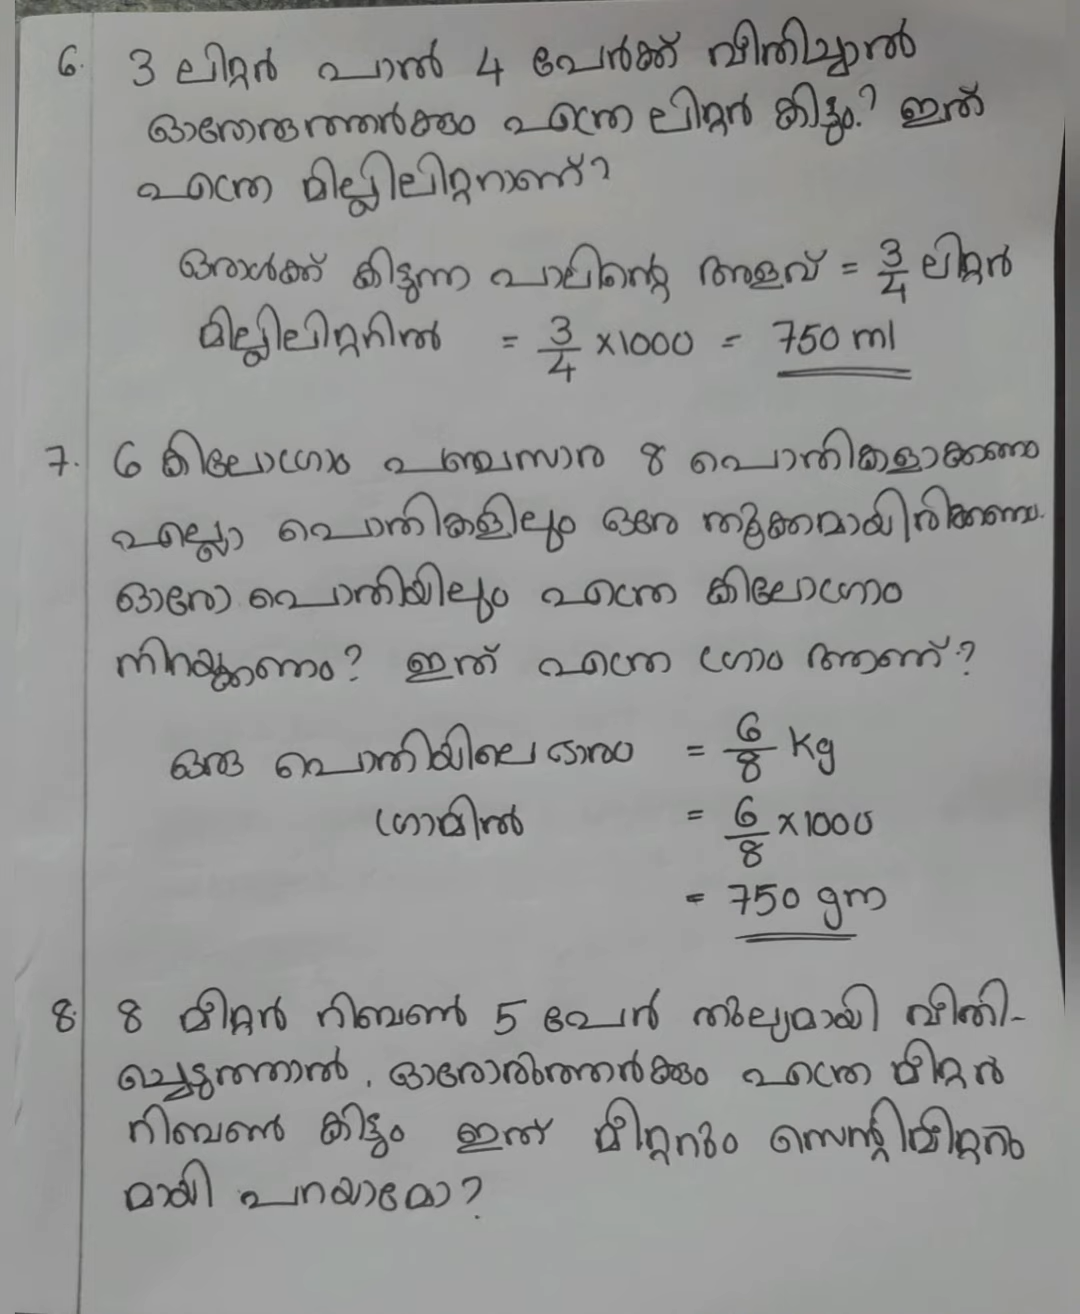 6. 3 ലിറ്റർ പാൽ 4 പേർക്ക് വീതിച്ചാൽ
ഓരോരുത്തർക്കും എത്ര ലിറ്റർ കിട്ടും? ഇത്
എത്ര മില്ലിലിറ്ററാണ്?
ഒരാൾക്ക് കിട്ടുന്ന പാലിന്റെ അളവ് = 3/4 ലിറ്റർ
മില്ലിലിറ്ററിൽ = 3/4 x1000 = 750 ml
7. 6 കിലോഗ്രാം പഞ്ചസാര 8 പൊതികളാക്കണം
എല്ലാ പൊതികളിലും ഒരേ തൂക്കമായിരിക്കണം.
ഓരോ പൊതിയിലും എത്ര കിലോഗ്രാം
നിറയ്ക്കണം? ഇത് എത്ര ഗ്രാം ആണ്?
ഒരു പൊതിയിലെ ഭാരം = 6/8 Kg
ഗ്രാമിൽ = 6/8 x1000
= 750 gm
8. 8 മീറ്റർ റിബൺ 5 പേർ തുല്യമായി വീതി-
ച്ചെടുത്താൽ, ഓരോരുത്തർക്കും എത്ര മീറ്റർ
റിബൺ കിട്ടും ഇത് മീറ്ററും സെന്റിമീറ്ററു
മായി പറയാമോ?